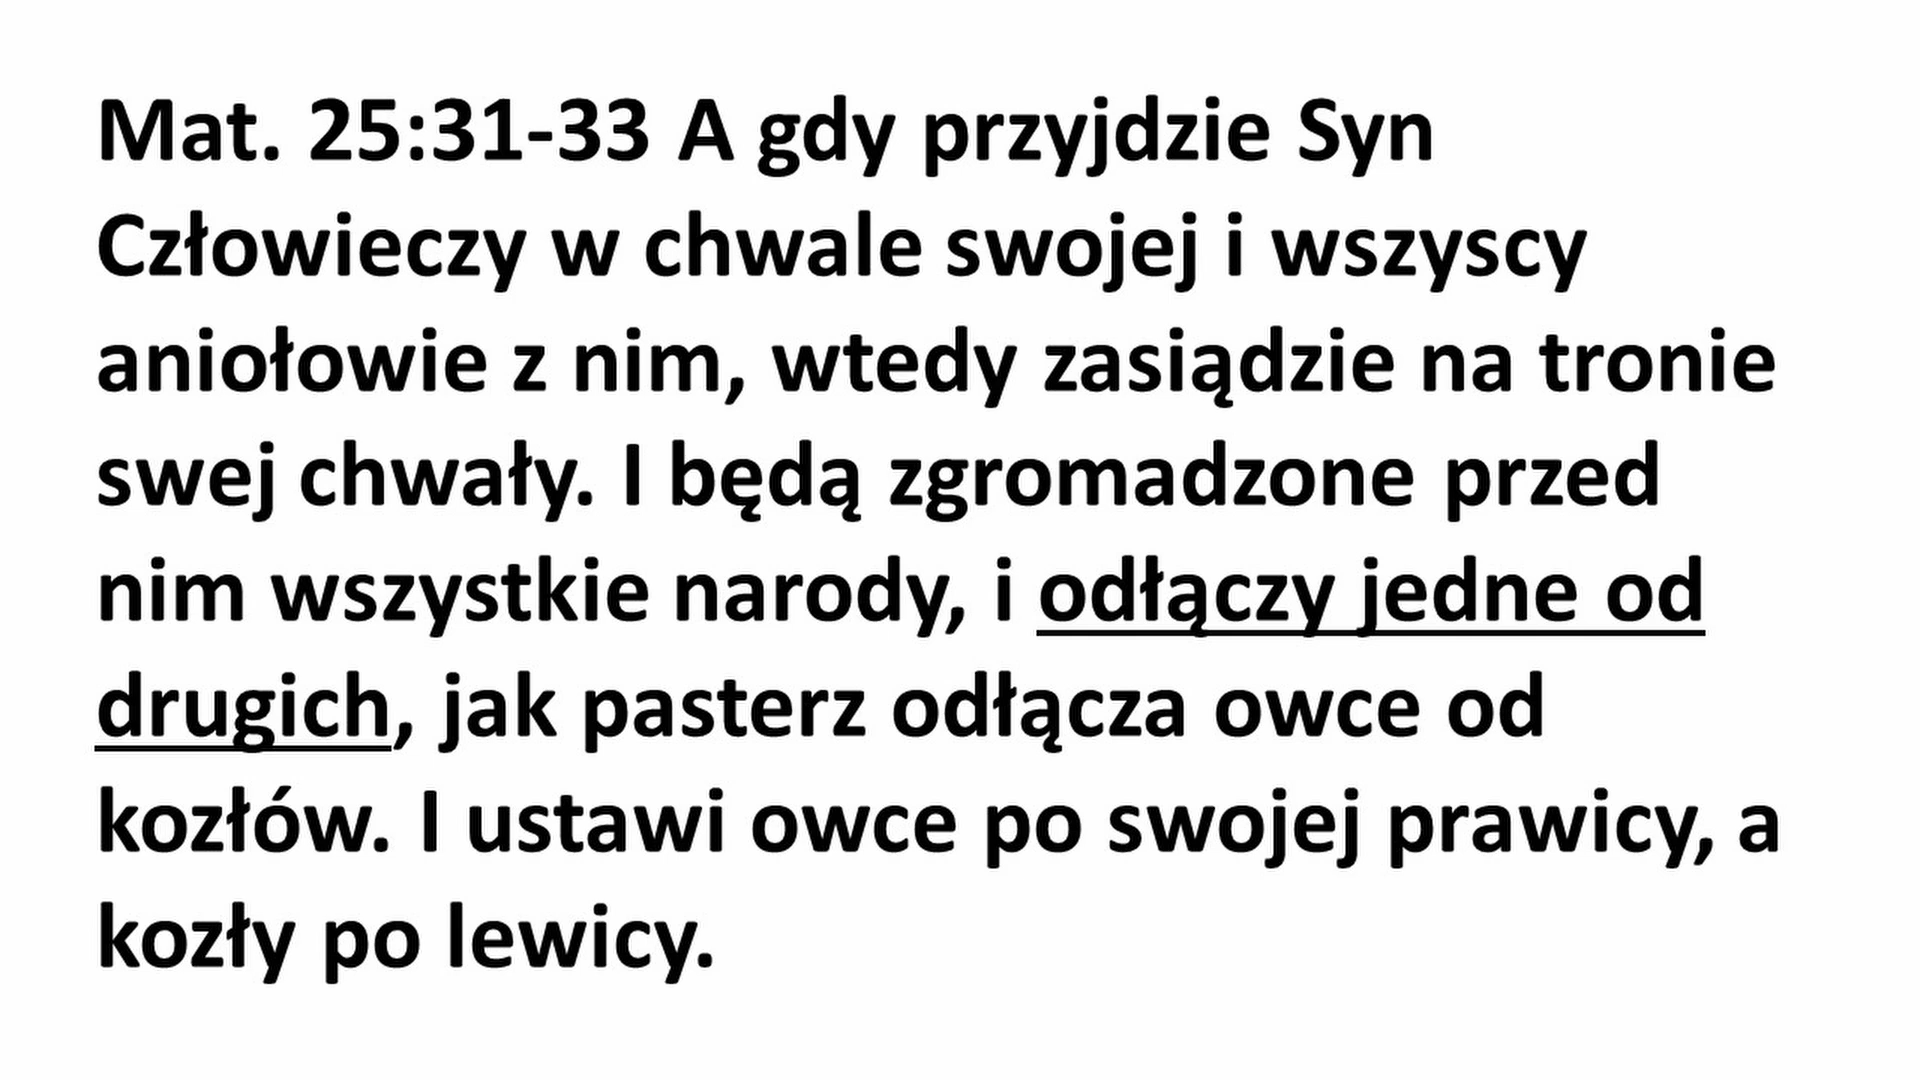 Mat. 25:31-33 A gdy przyjdzie Syn
Człowieczy w chwale swojej i wszyscy
aniołowie z nim, wtedy zasiądzie na tronie
swej chwały. I będą zgromadzone przed
nim wszystkie narody, i odłączy jedne od
drugich, jak pasterz odłącza owce od
kozłów. I ustawi owce po swojej prawicy, a
kozły po lewicy.